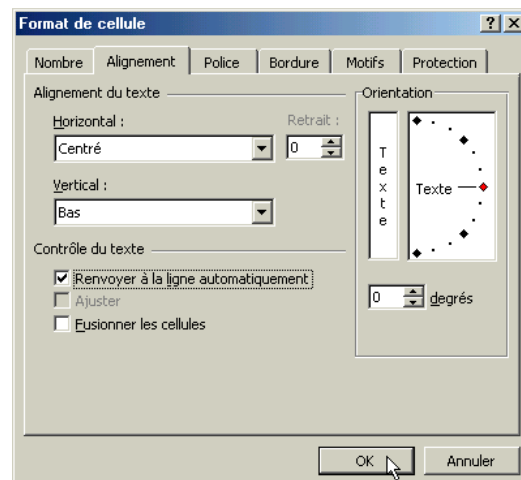 Format de cellule
Nombre Alignement Police Bordure Motifs Protection
Alignement du texte
Horizontal :
Retrait :
Centré
0
Vertical :
Bas
Contrôle du texte
Renvoyer à la ligne automatiquement
Ajuster
Fusionner les cellules
Orientation
Texte
Texte
0 degrés
OK Annuler